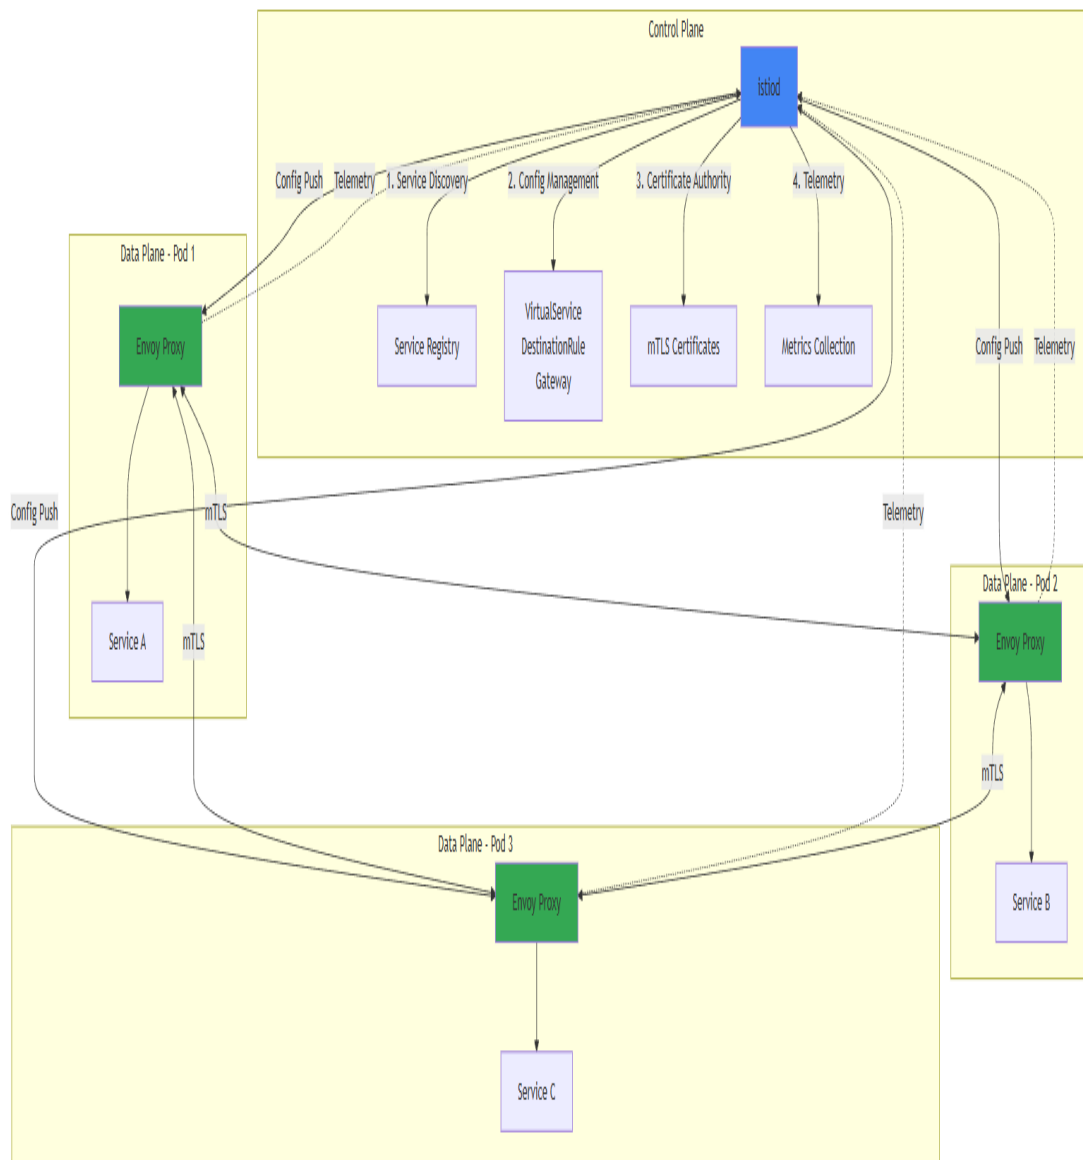 Control Plane
istiod
Config Push
Telemetry
1. Service Discovery
2. Config Management
3. Certificate Authority
4. Telemetry
Data Plane - Pod 1
Envoy Proxy
Service Registry
VirtualService
DestinationRule
Gateway
mTLS Certificates
Metrics Collection
Config Push
Telemetry
Config Push
mTLS
Telemetry
Data Plane - Pod 2
Service A
mTLS
Envoy Proxy
mTLS
Data Plane - Pod 3
Envoy Proxy
Service B
Service C